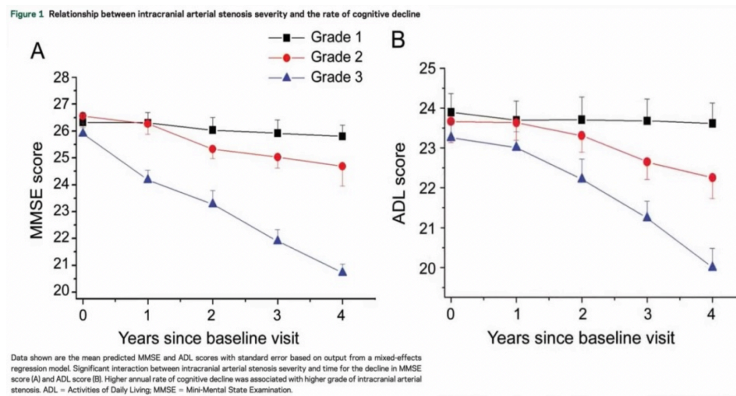 Figure 1 Relationship between intracranial arterial stenosis severity and the rate of cognitive decline
A
Grade 1
Grade 2
Grade 3
28
27
26
25
24
23
22
21
20
MMSE score
0 1 2 3 4
Years since baseline visit
B
25
24
23
22
21
20
ADL score
0 1 2 3 4
Years since baseline visit
Data shown are the mean predicted MMSE and ADL scores with standard error based on output from a mixed-effects
regression model. Significant interaction between intracranial arterial stenosis severity and time for the decline in MMSE
score (A) and ADL score (B). Higher annual rate of cognitive decline was associated with higher grade of intracranial arterial
stenosis. ADL = Activities of Daily Living; MMSE = Mini-Mental State Examination.